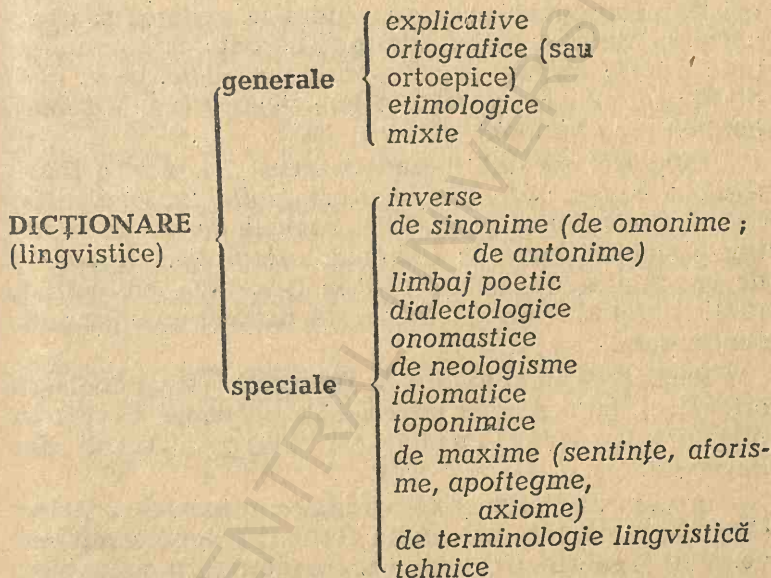 explicative
ortografice (sau
ortoepice)
generale
etimologice
mixte
inverse
DICȚIONARE
de sinonime (de omonime ;
(lingvistice)
de antonime)
limbaj poetic
dialectologice
onomastice
de neologisme
speciale
idiomatice
toponimice
de maxime (sentințe, aforis-
me, apoftegme,
axiome)
de terminologie lingvistică
tehnice